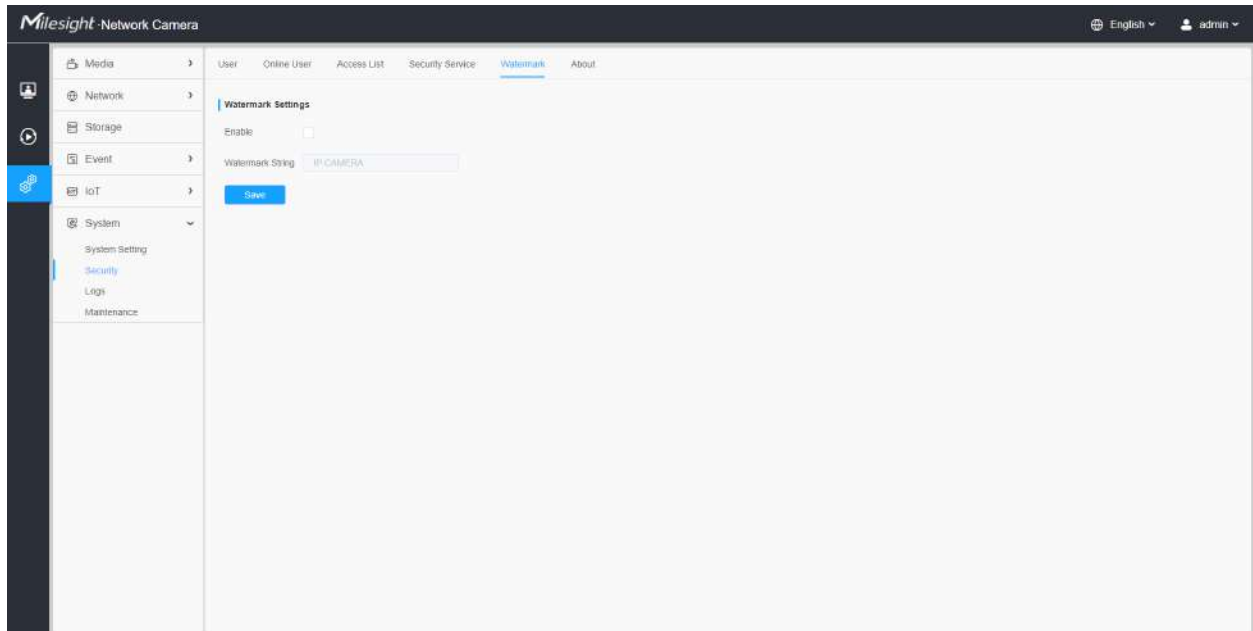 Milesight Network Camera
English
admin
Media
Network
Storage
Event
IoT
System
System Setting
Security
Logs
Maintenance
User Online User Access List Security Service Watermark About
Watermark Settings
Enable
Watermark String IP CAMERA
Save